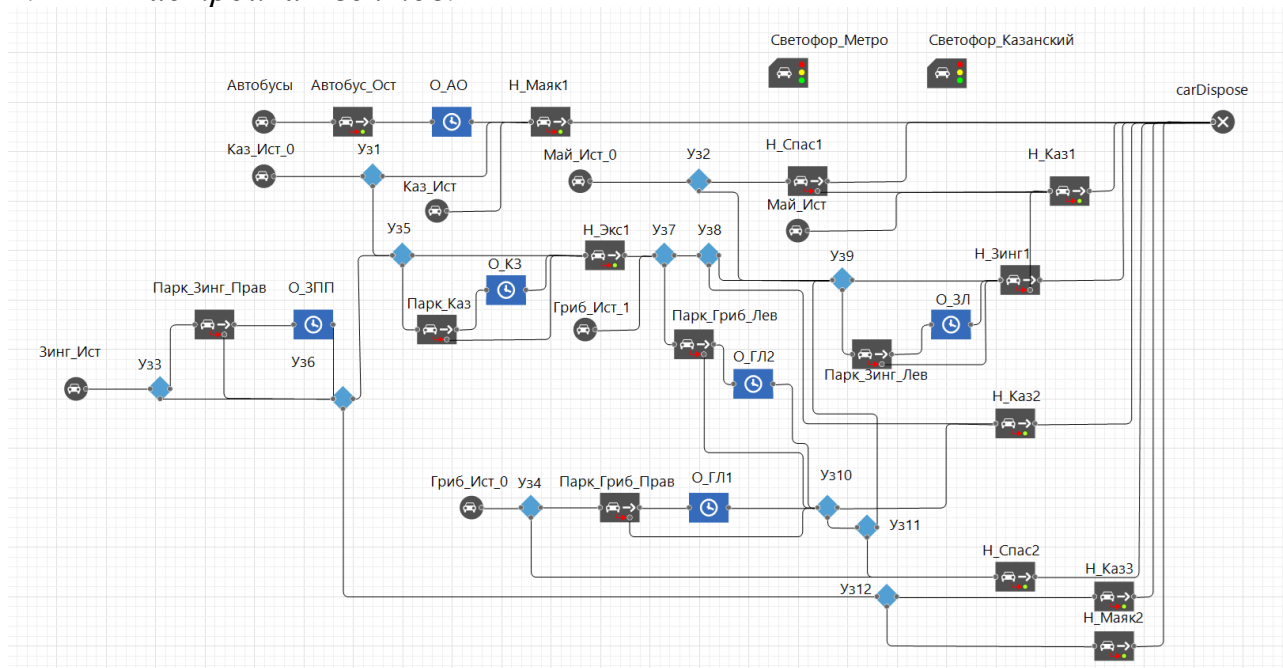 Светофор_Метро
Светофор_Казанский
Автобусы
Автобус_Ост
О_АО
Н_Маяк1
carDispose
Каз_Ист_0
Уз1
Май_Ист_0
Уз2
Н_Спас1
Н_Каз1
Каз_Ист
Май_Ист
Уз5
Н_Экс1
Уз7
Уз8
Уз9
Н_Зинг1
О_КЗ
Парк_Зинг_Прав
О_ЗПП
Парк_Каз
Гриб_Ист_1
Парк_Гриб_Лев
О_ЗЛ
Зинг_Ист
Уз3
Уз6
О_ГЛ2
Парк_Зинг_Лев
Н_Каз2
Гриб_Ист_0
Уз4
Парк_Гриб_Прав
О_ГЛ1
Уз10
Уз11
Н_Спас2
Н_Каз3
Уз12
Н_Маяк2